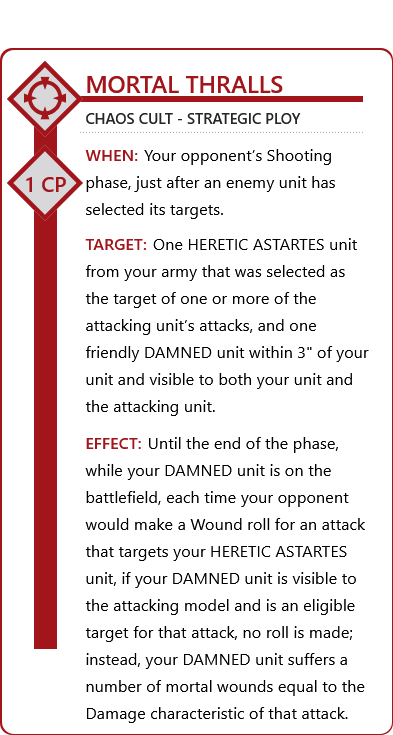 MORTAL THRALLS
CHAOS CULT - STRATEGIC PLOY
1 CP
WHEN: Your opponent's Shooting
phase, just after an enemy unit has
selected its targets.
TARGET: One HERETIC ASTARTES unit
from your army that was selected as
the target of one or more of the
attacking unit's attacks, and one
friendly DAMNED unit within 3" of your
unit and visible to both your unit and
the attacking unit.
EFFECT: Until the end of the phase,
while your DAMNED unit is on the
battlefield, each time your opponent
would make a Wound roll for an attack
that targets your HERETIC ASTARTES
unit, if your DAMNED unit is visible to
the attacking model and is an eligible
target for that attack, no roll is made;
instead, your DAMNED unit suffers a
number of mortal wounds equal to the
Damage characteristic of that attack.